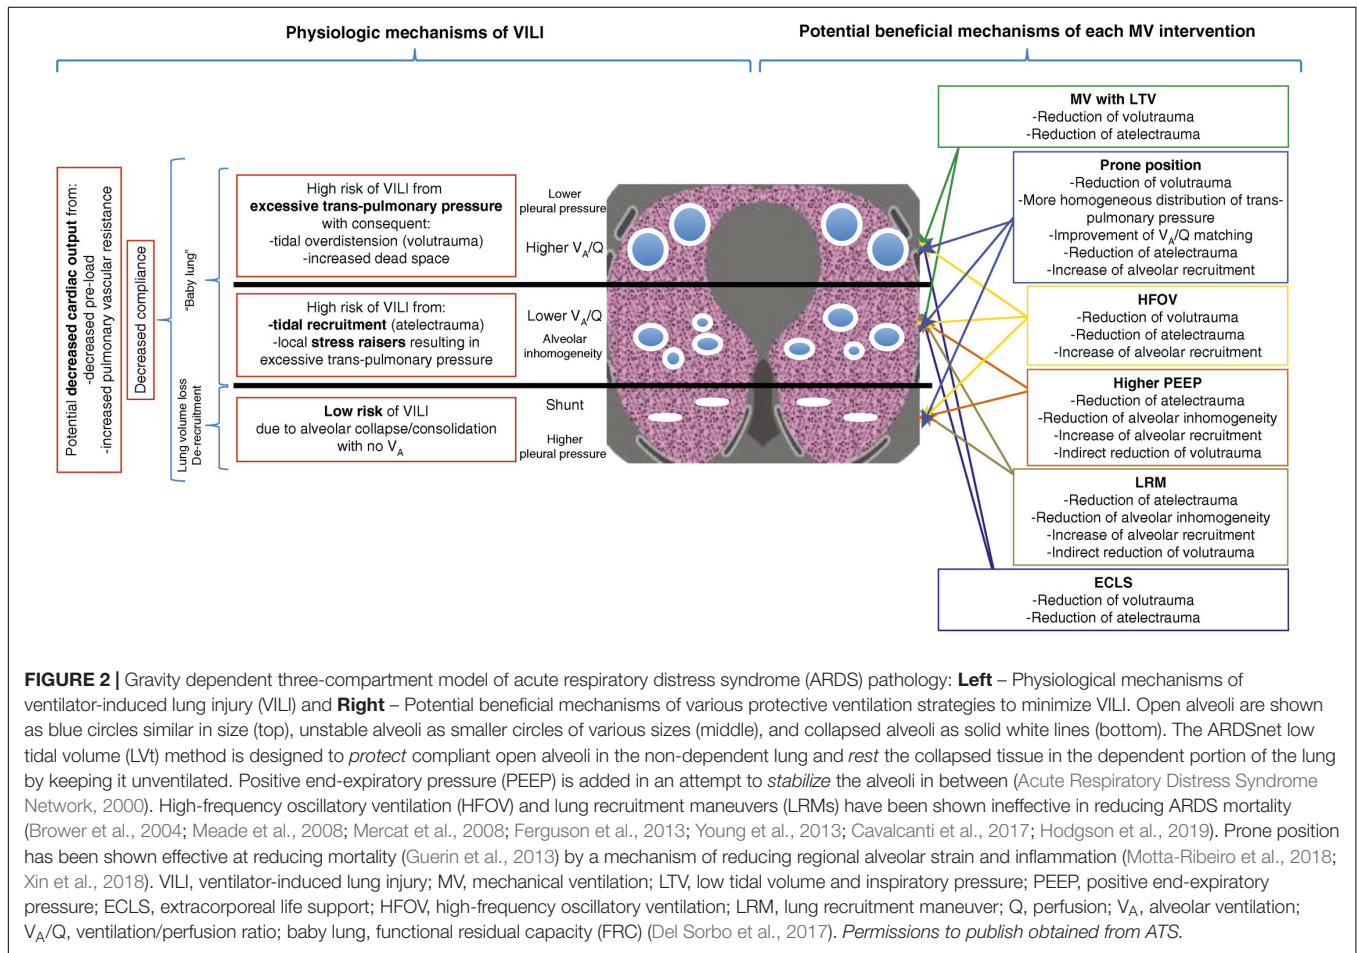 Physiologic mechanisms of VILI
Potential beneficial mechanisms of each MV intervention
Potential decreased cardiac output from:
-decreased pre-load
-increased pulmonary vascular resistance
Decreased compliance
"Baby lung"
Lung volume loss
De-recruitment
High risk of VILI from
excessive trans-pulmonary pressure
with consequent:
-tidal overdistension (volutrauma)
-increased dead space
High risk of VILI from:
-tidal recruitment (atelectrauma)
-local stress raisers resulting in
excessive trans-pulmonary pressure
Low risk of VILI
due to alveolar collapse/consolidation
with no VA
Lower
pleural pressure
Higher VA/Q
Lower VA/Q
Alveolar
inhomogeneity
Shunt
Higher
pleural pressure
MV with LTV
-Reduction of volutrauma
-Reduction of atelectrauma
Prone position
-Reduction of volutrauma
-More homogeneous distribution of trans-
pulmonary pressure
-Improvement of VA/Q matching
-Reduction of atelectrauma
-Increase of alveolar recruitment
HFOV
-Reduction of volutrauma
-Reduction of atelectrauma
-Increase of alveolar recruitment
Higher PEEP
-Reduction of atelectrauma
-Reduction of alveolar inhomogeneity
-Increase of alveolar recruitment
-Indirect reduction of volutrauma
LRM
-Reduction of atelectrauma
-Reduction of alveolar inhomogeneity
-Increase of alveolar recruitment
-Indirect reduction of volutrauma
ECLS
-Reduction of volutrauma
-Reduction of atelectrauma
FIGURE 2 | Gravity dependent three-compartment model of acute respiratory distress syndrome (ARDS) pathology: Left – Physiological mechanisms of
ventilator-induced lung injury (VILI) and Right – Potential beneficial mechanisms of various protective ventilation strategies to minimize VILI. Open alveoli are shown
as blue circles similar in size (top), unstable alveoli as smaller circles of various sizes (middle), and collapsed alveoli as solid white lines (bottom). The ARDSnet low
tidal volume (LVt) method is designed to protect compliant open alveoli in the non-dependent lung and rest the collapsed tissue in the dependent portion of the lung
by keeping it unventilated. Positive end-expiratory pressure (PEEP) is added in an attempt to stabilize the alveoli in between (Acute Respiratory Distress Syndrome
Network, 2000). High-frequency oscillatory ventilation (HFOV) and lung recruitment maneuvers (LRMs) have been shown ineffective in reducing ARDS mortality
(Brower et al., 2004; Meade et al., 2008; Mercat et al., 2008; Ferguson et al., 2013; Young et al., 2013; Cavalcanti et al., 2017; Hodgson et al., 2019). Prone position
has been shown effective at reducing mortality (Guerin et al., 2013) by a mechanism of reducing regional alveolar strain and inflammation (Motta-Ribeiro et al., 2018;
Xin et al., 2018). VILI, ventilator-induced lung injury; MV, mechanical ventilation; LTV, low tidal volume and inspiratory pressure; PEEP, positive end-expiratory
pressure; ECLS, extracorporeal life support; HFOV, high-frequency oscillatory ventilation; LRM, lung recruitment maneuver; Q, perfusion; VA, alveolar ventilation;
VA/Q, ventilation/perfusion ratio; baby lung, functional residual capacity (FRC) (Del Sorbo et al., 2017). Permissions to publish obtained from ATS.